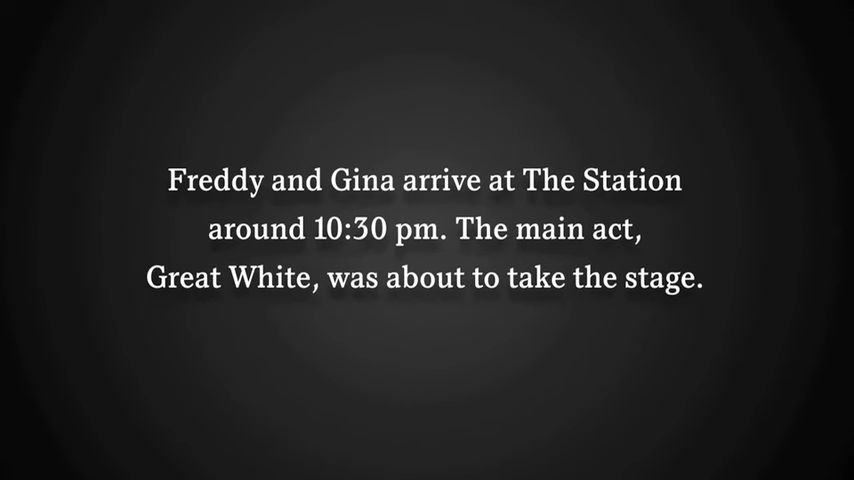 Freddy and Gina arrive at The Station
around 10:30 pm. The main act,
Great White, was about to take the stage.